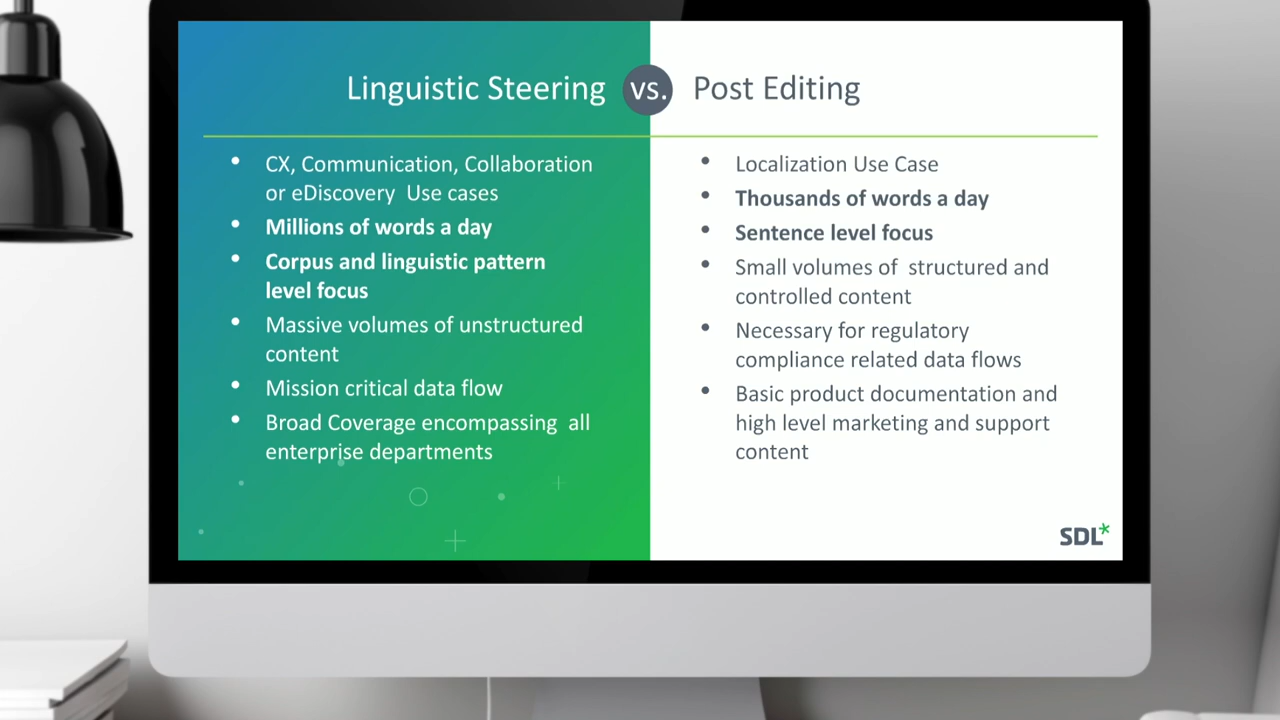 Linguistic Steering vs. Post Editing
• CX, Communication, Collaboration
or eDiscovery Use cases
• Millions of words a day
• Corpus and linguistic pattern
level focus
• Massive volumes of unstructured
content
• Mission critical data flow
• Broad Coverage encompassing all
enterprise departments
• Localization Use Case
• Thousands of words a day
• Sentence level focus
• Small volumes of structured and
controlled content
• Necessary for regulatory
compliance related data flows
• Basic product documentation and
high level marketing and support
content
SDL*